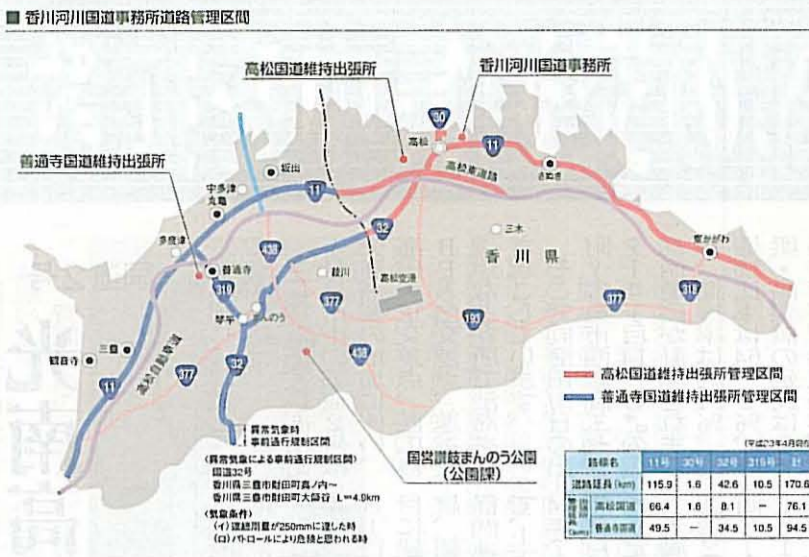 ■ 香川河川国道事務所道路管理区間
高松国道維持出張所
香川河川国道事務所
善通寺国道維持出張所
30
高松
11
坂出
高松東道路
さぬき
宇多津
丸亀
11
32
多度津
438
三木
東かがわ
善通寺
319
綾川
香川県
高松空港
318
377
377
193
琴平
まんのう
三豊
観音寺
32
438
11
377
高松自動車道
高松国道維持出張所管理区間
善通寺国道維持出張所管理区間
異常気象時
事前通行規制区間
(異常気象による事前通行規制区間)
国道32号
香川県三豊市財田町大師谷 L=4.0km
(気象条件)
(イ)連続雨量が250mmに達した時
(ロ)パトロールにより危険と思われる時
国営讃岐まんのう公園
(公園課)
路線名 11号 30号 32号 319号 計
道路延長(km) 115.9 1.6 42.6 10.5 170.6
高松国道 66.4 1.6 8.1 − 76.1
善通寺国道 49.5 − 34.5 10.5 94.5